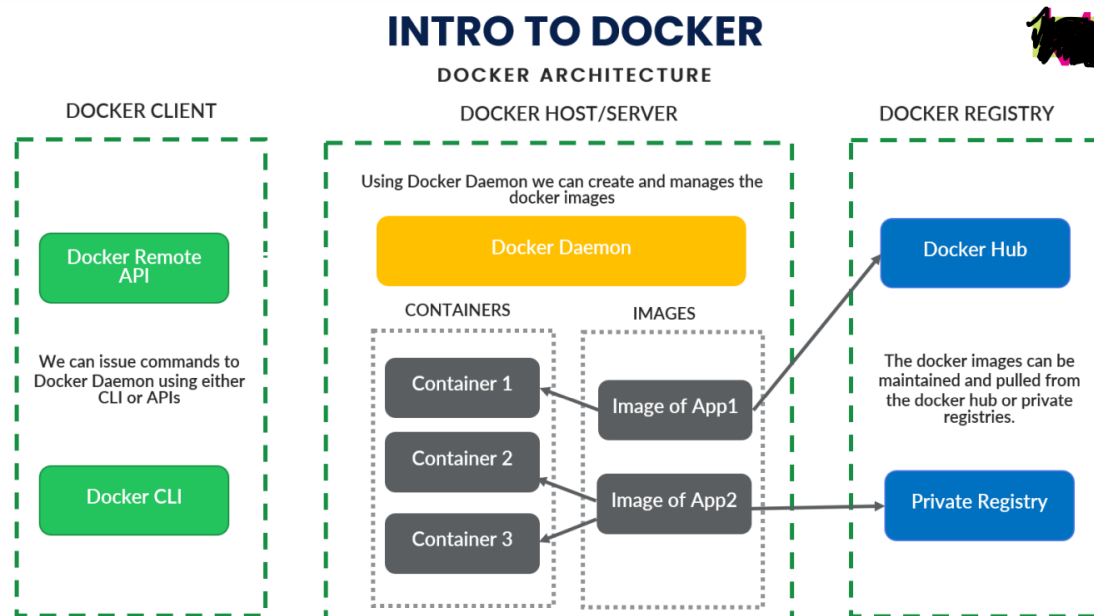 INTRO TO DOCKER
DOCKER ARCHITECTURE
DOCKER CLIENT
Docker Remote
API
We can issue commands to
Docker Daemon using either
CLI or APIs
Docker CLI
DOCKER HOST/SERVER
Using Docker Daemon we can create and manages the
docker images
Docker Daemon
CONTAINERS
Container 1
Container 2
Container 3
IMAGES
Image of App1
Image of App2
DOCKER REGISTRY
Docker Hub
The docker images can be
maintained and pulled from
the docker hub or private
registries.
Private Registry